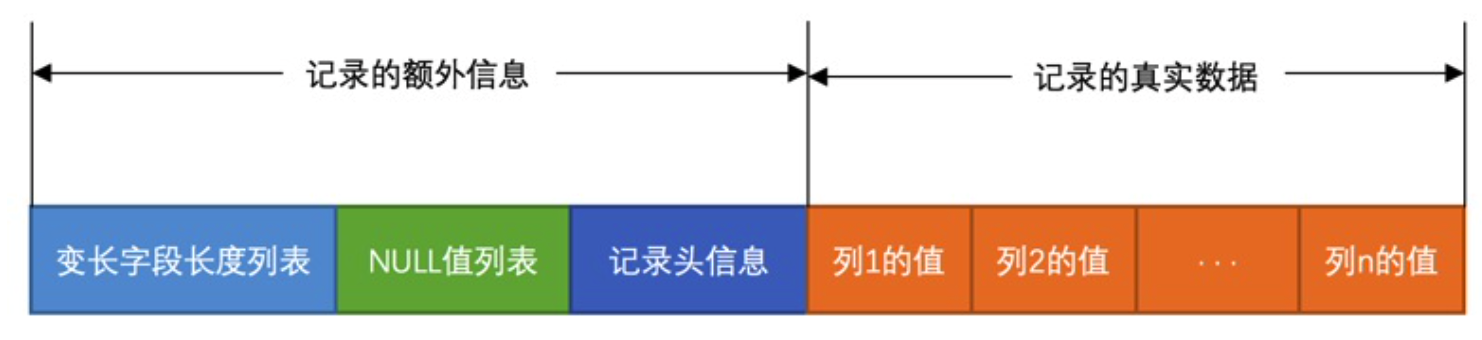 记录的额外信息
记录的真实数据
变长字段长度列表
NULL值列表
记录头信息
列1的值
列2的值
...
列n的值